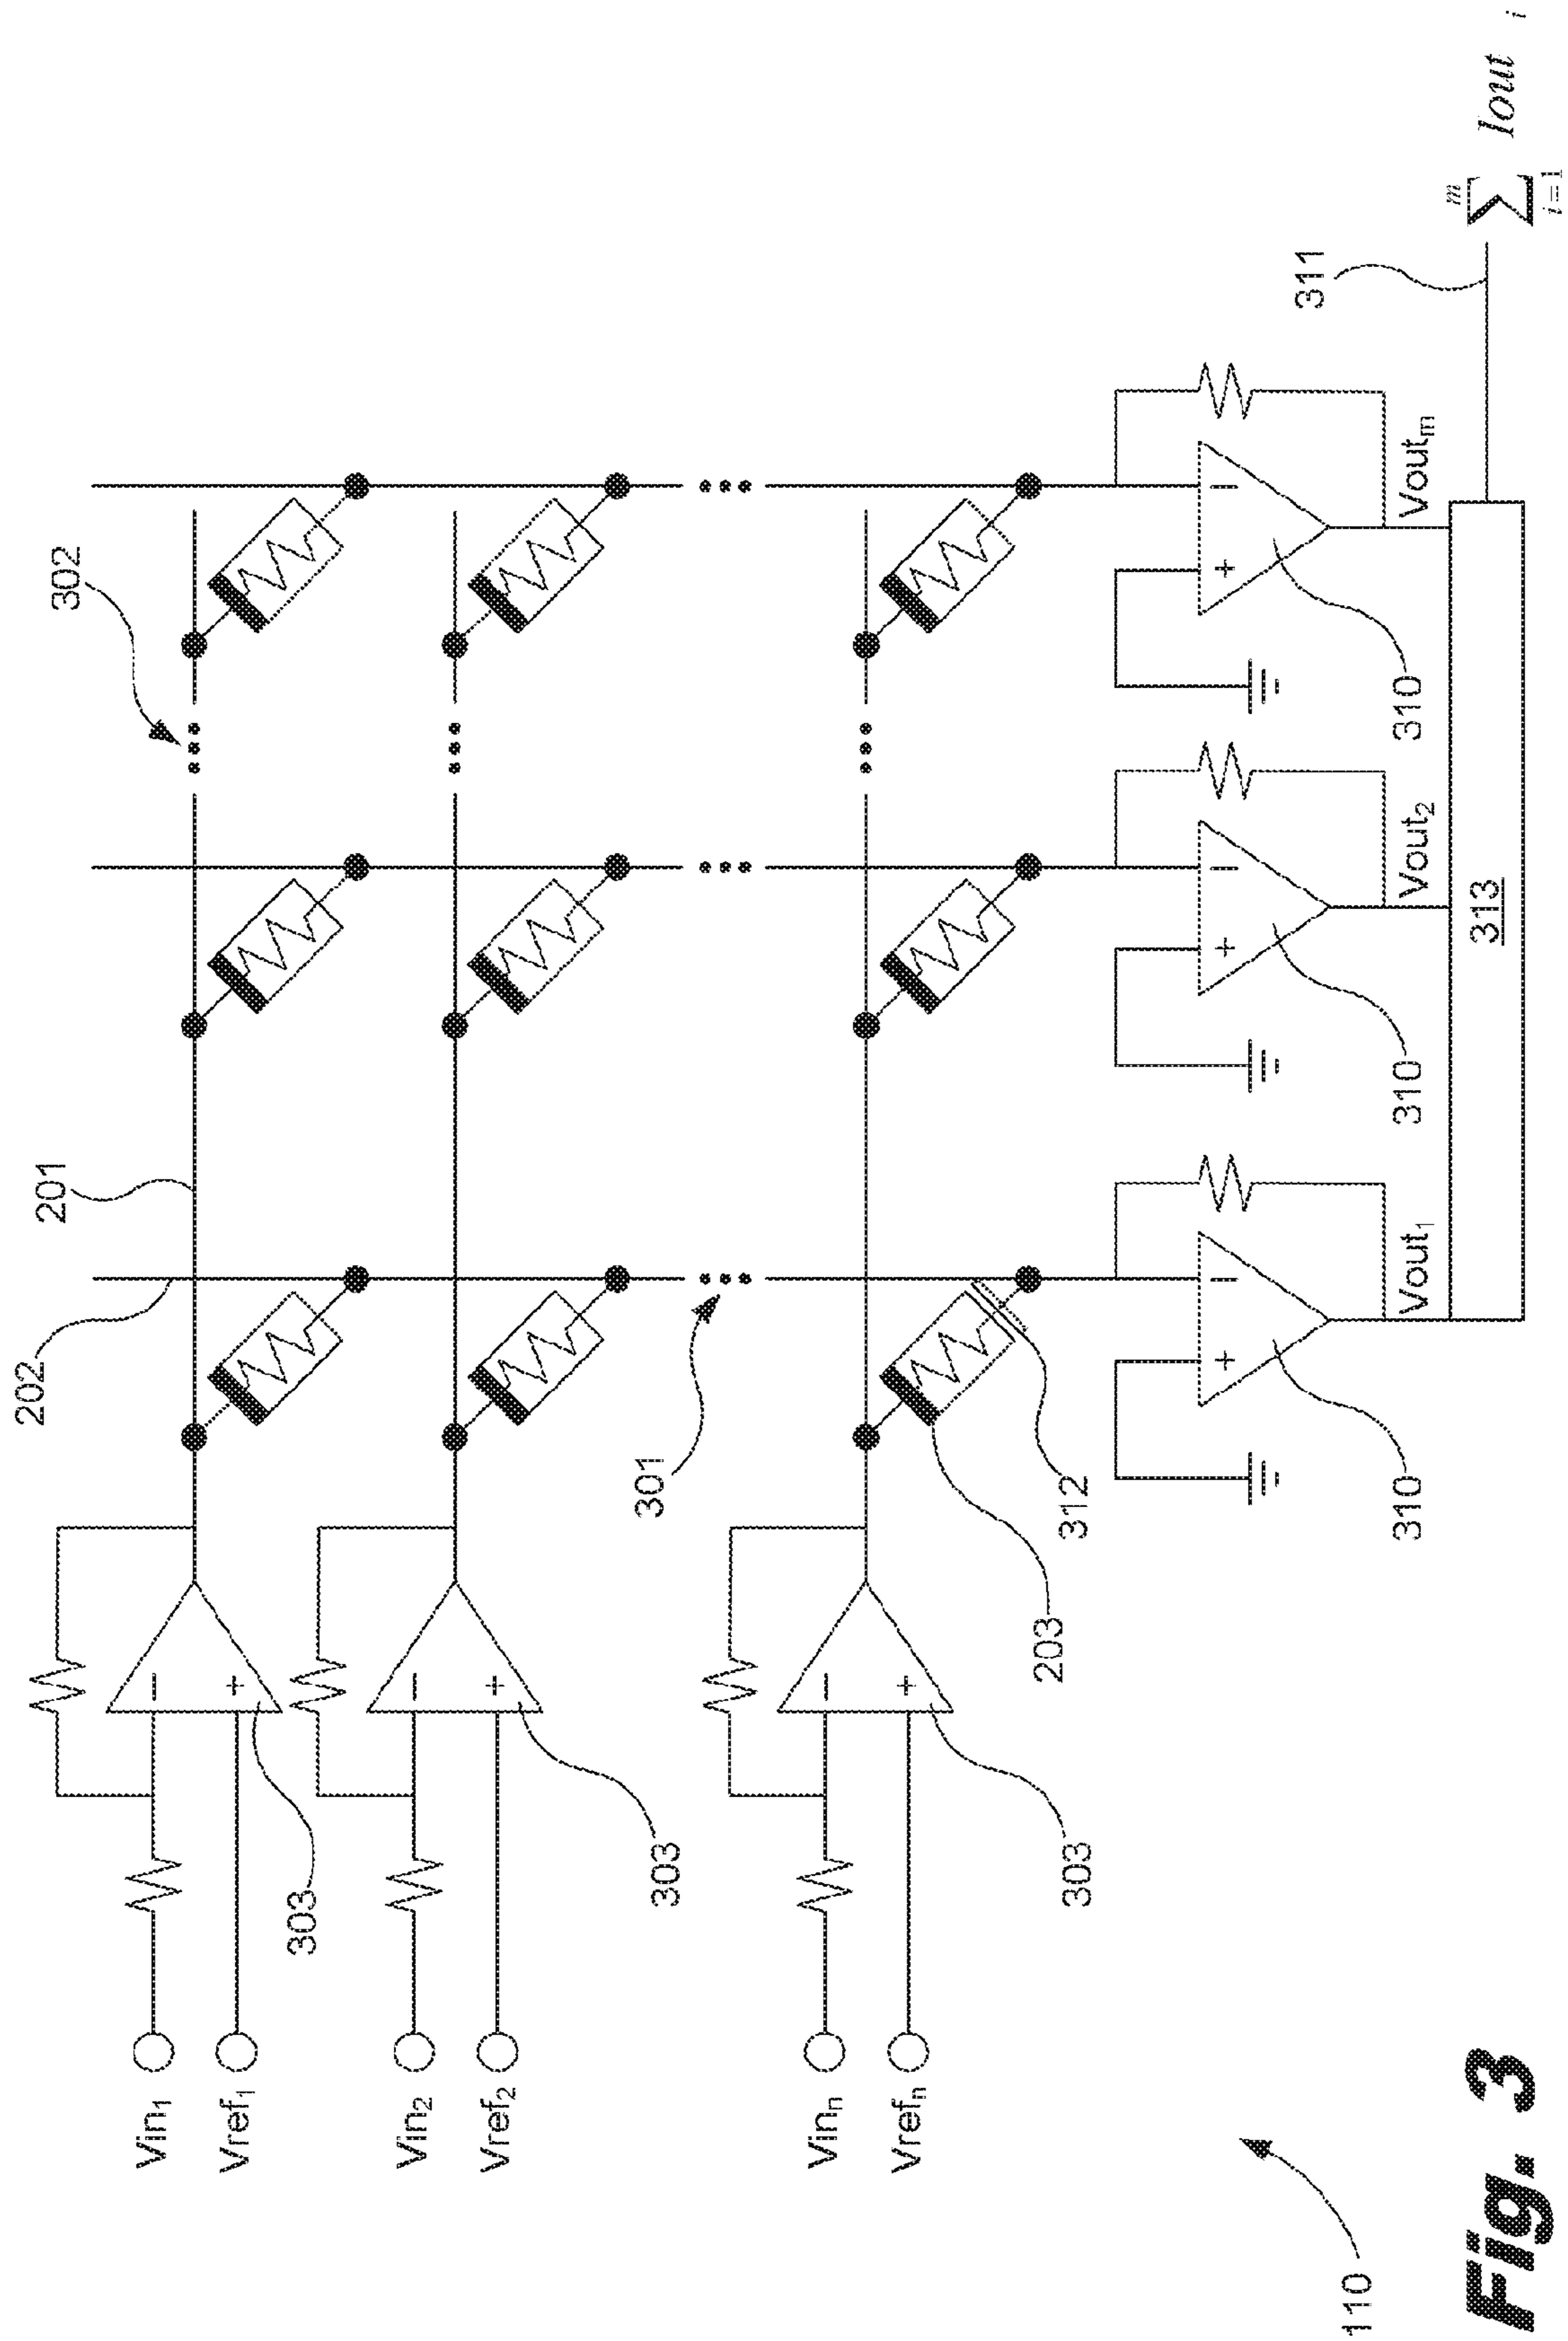 302
201
202
Vin₁
Vref₁
303
Vin₂
Vref₂
303
301
Vinₙ
Vrefₙ
303
203
312
− +
− +
− +
+ −
+ −
+ −
310
310
310
Vout₁
Vout₂
Voutₘ
313
311
m
∑ Iout i
i=1
110
Fig. 3